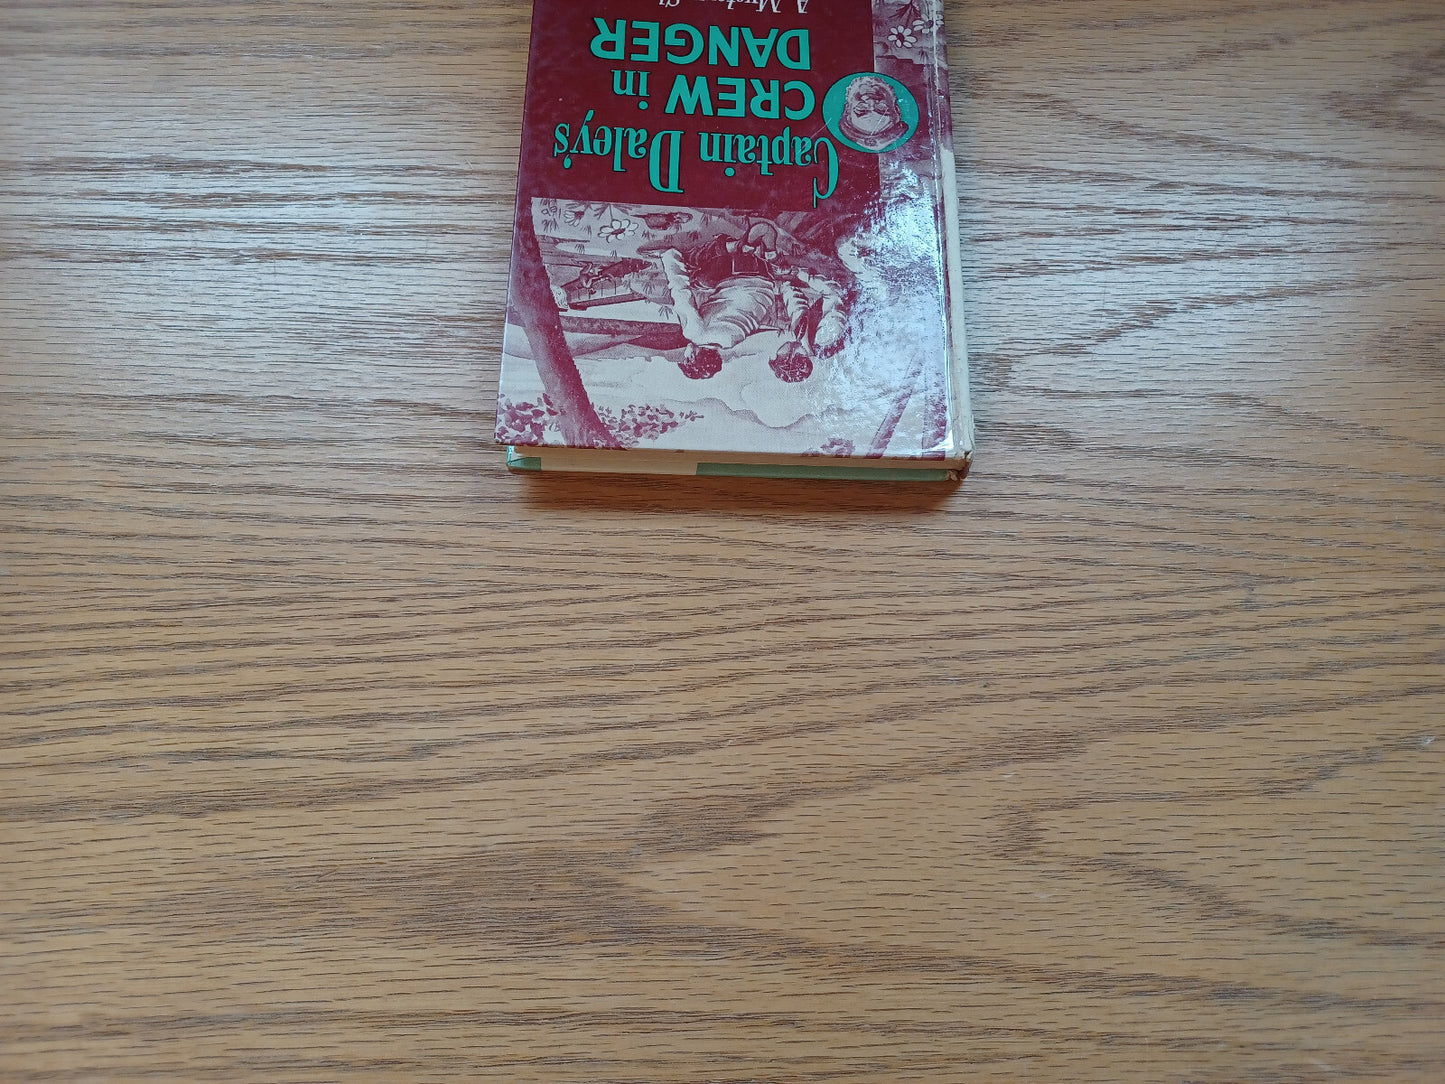 Captain Daley's
CREW in
DANGER
A